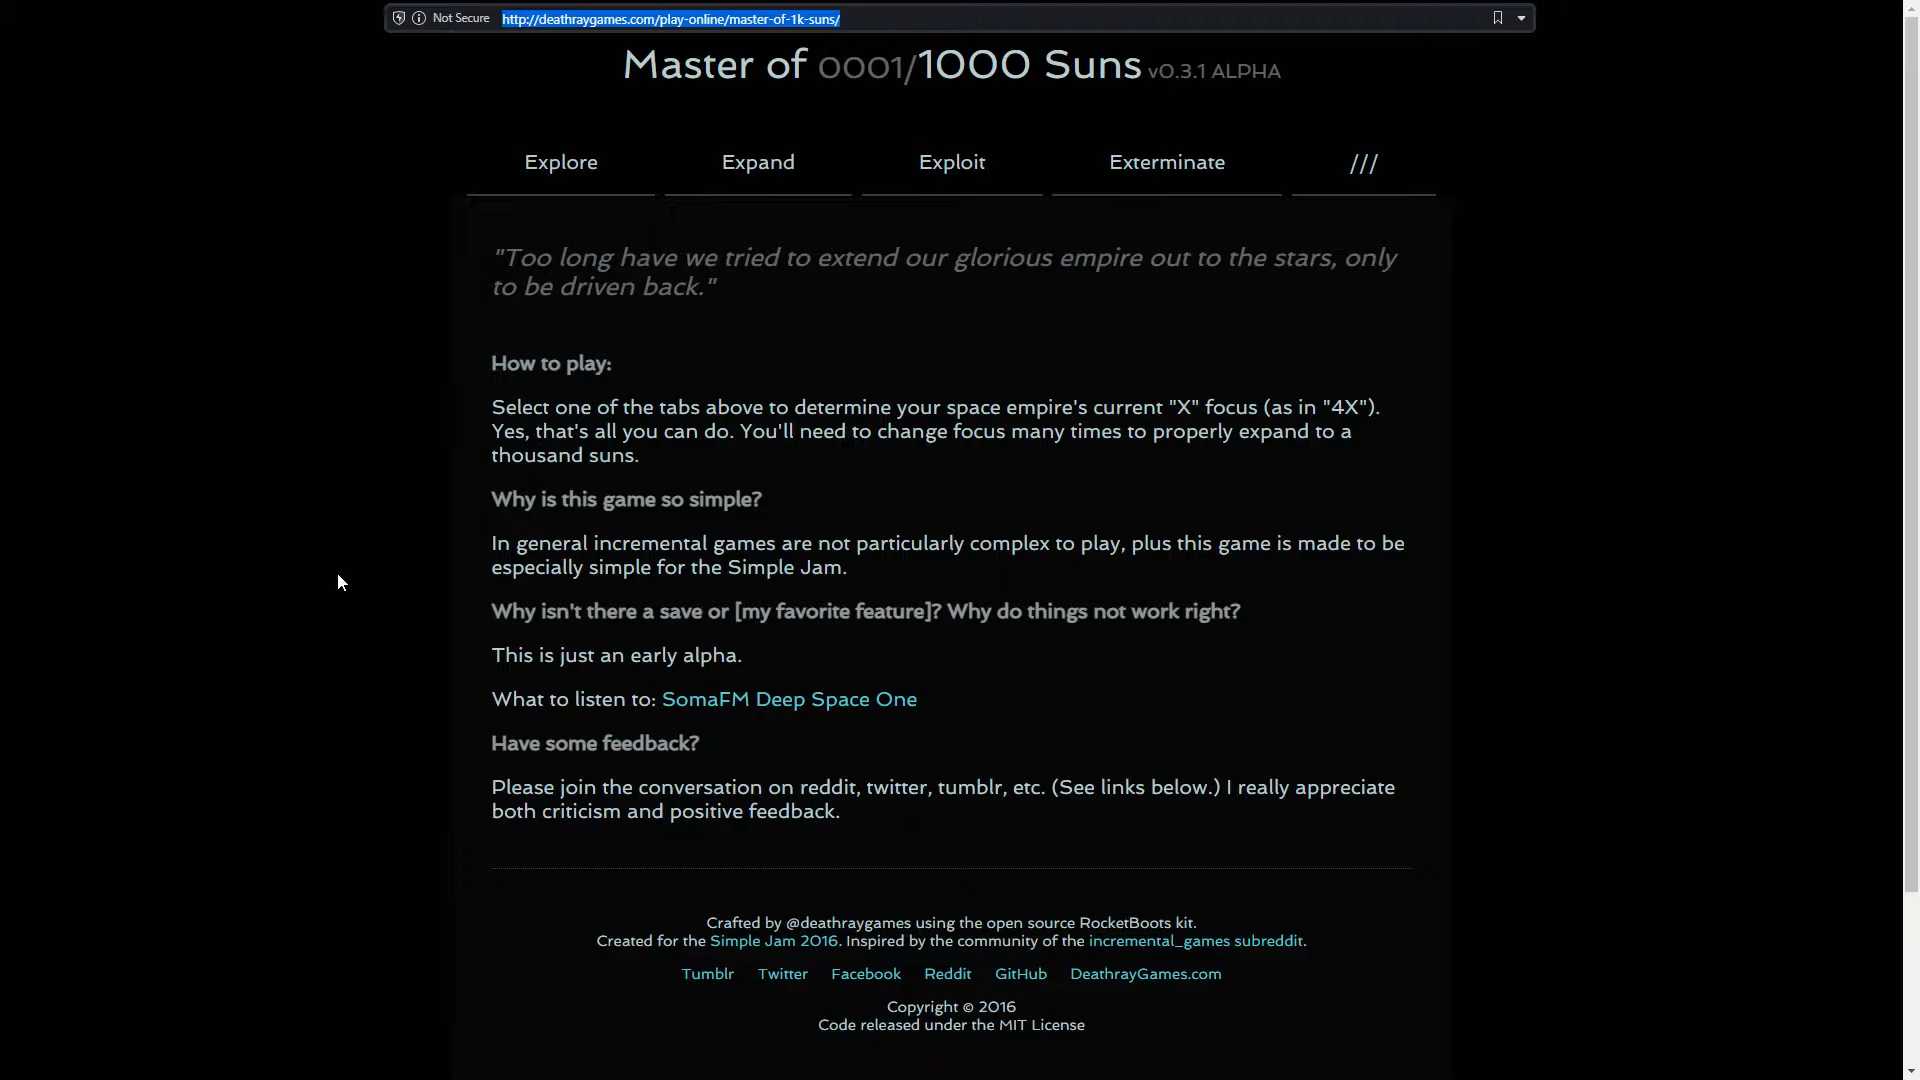 Not Secure http://deathraygames.com/play-online/master-of-1k-suns/
Master of 0001/1000 Suns v0.3.1 ALPHA
Explore Expand Exploit Exterminate ///
"Too long have we tried to extend our glorious empire out to the stars, only
to be driven back."
How to play:
Select one of the tabs above to determine your space empire's current "X" focus (as in "4X").
Yes, that's all you can do. You'll need to change focus many times to properly expand to a
thousand suns.
Why is this game so simple?
In general incremental games are not particularly complex to play, plus this game is made to be
especially simple for the Simple Jam.
Why isn't there a save or [my favorite feature]? Why do things not work right?
This is just an early alpha.
What to listen to: SomaFM Deep Space One
Have some feedback?
Please join the conversation on reddit, twitter, tumblr, etc. (See links below.) I really appreciate
both criticism and positive feedback.
Crafted by @deathraygames using the open source RocketBoots kit.
Created for the Simple Jam 2016. Inspired by the community of the incremental_games subreddit.
Tumblr Twitter Facebook Reddit GitHub DeathrayGames.com
Copyright © 2016
Code released under the MIT License